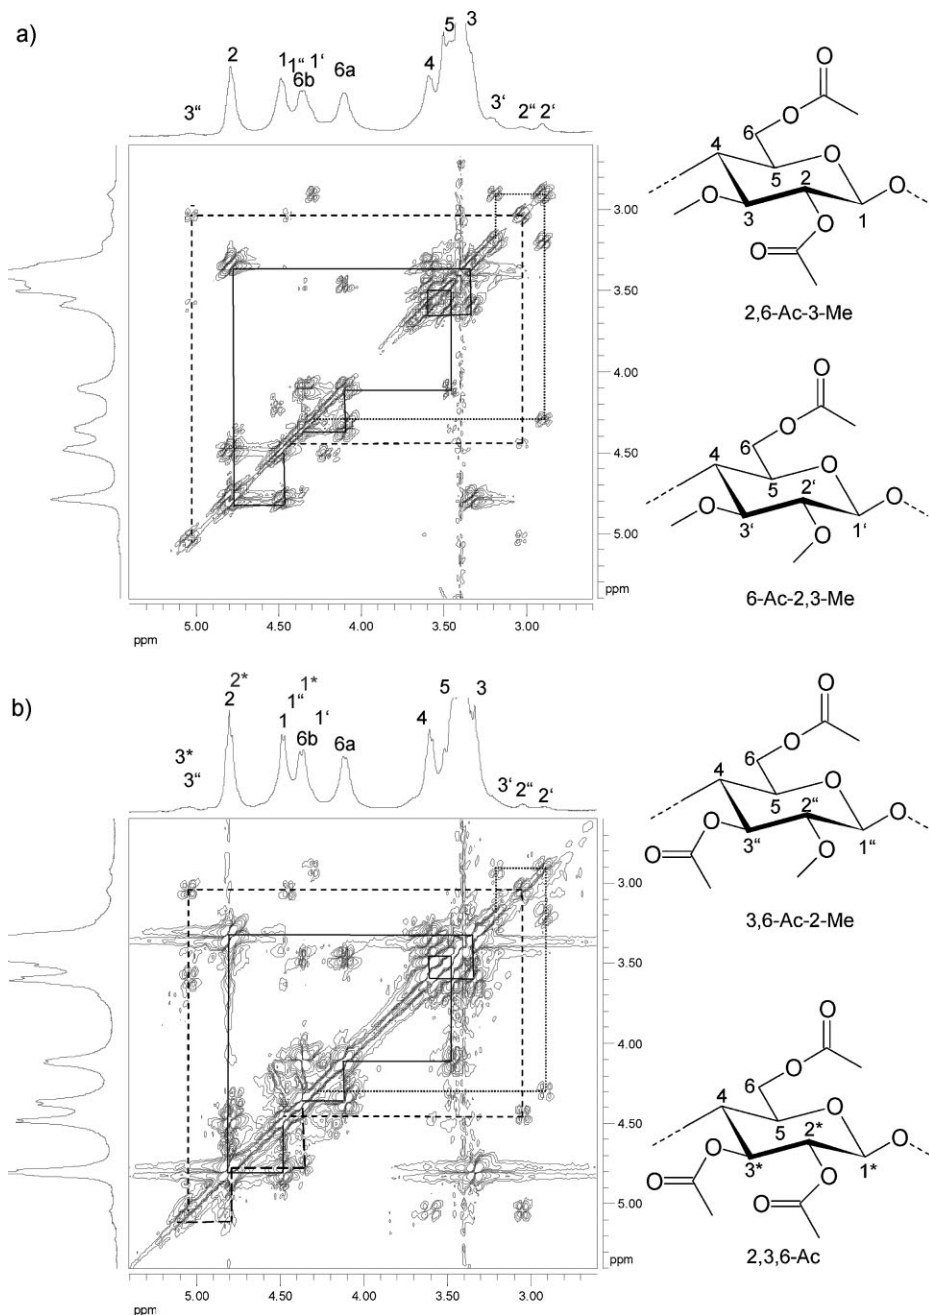 a)
3“ 2 1 1“ 1‘ 6b 6a 4 5 3 3‘ 2“ 2‘
3.00
3.50
4.00
4.50
5.00
ppm
5.00 4.50 4.00 3.50 3.00
ppm
O
O
6
4
O
5
2
O
O
3
1
O
O
2,6-Ac-3-Me
O
O
6
4
O
5
2‘
O
O
3‘
1‘
O
6-Ac-2,3-Me
b)
3* 3“ 2* 2 1 1“ 1* 1‘ 6b 6a 4 5 3 3‘ 2“ 2‘
3.00
3.50
4.00
4.50
5.00
ppm
5.00 4.50 4.00 3.50 3.00
ppm
O
O
6
4
O
5
2“
O
O
3“
1“
O
O
3,6-Ac-2-Me
O
O
6
4
O
5
2*
O
O
3*
1*
O
O
O
2,3,6-Ac